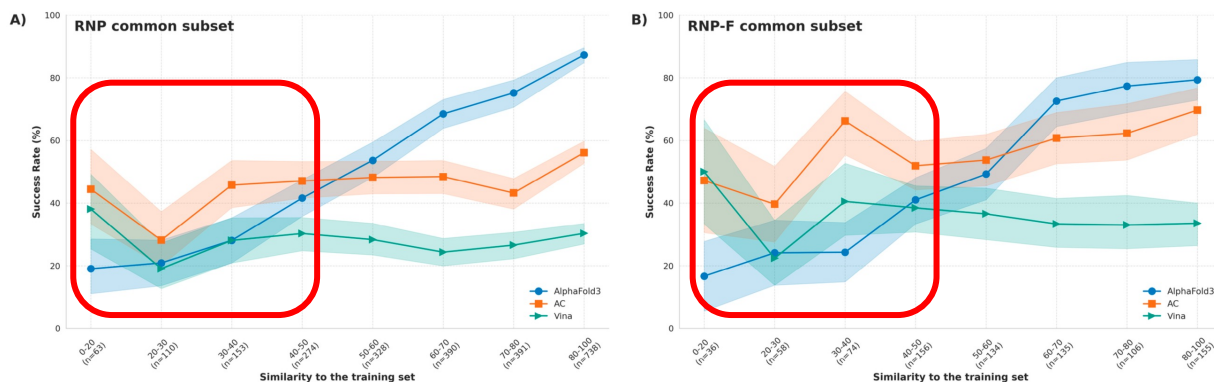 A)
RNP common subset
100
80
60
40
20
0
Success Rate (%)
AlphaFold3
AC
Vina
0-20
(n=63)
20-30
(n=110)
30-40
(n=153)
40-50
(n=274)
50-60
(n=328)
60-70
(n=390)
70-80
(n=391)
80-100
(n=738)
Similarity to the training set
B)
RNP-F common subset
100
80
60
40
20
0
Success Rate (%)
AlphaFold3
AC
Vina
0-20
(n=36)
20-30
(n=58)
30-40
(n=74)
40-50
(n=156)
50-60
(n=134)
60-70
(n=135)
70-80
(n=106)
80-100
(n=155)
Similarity to the training set